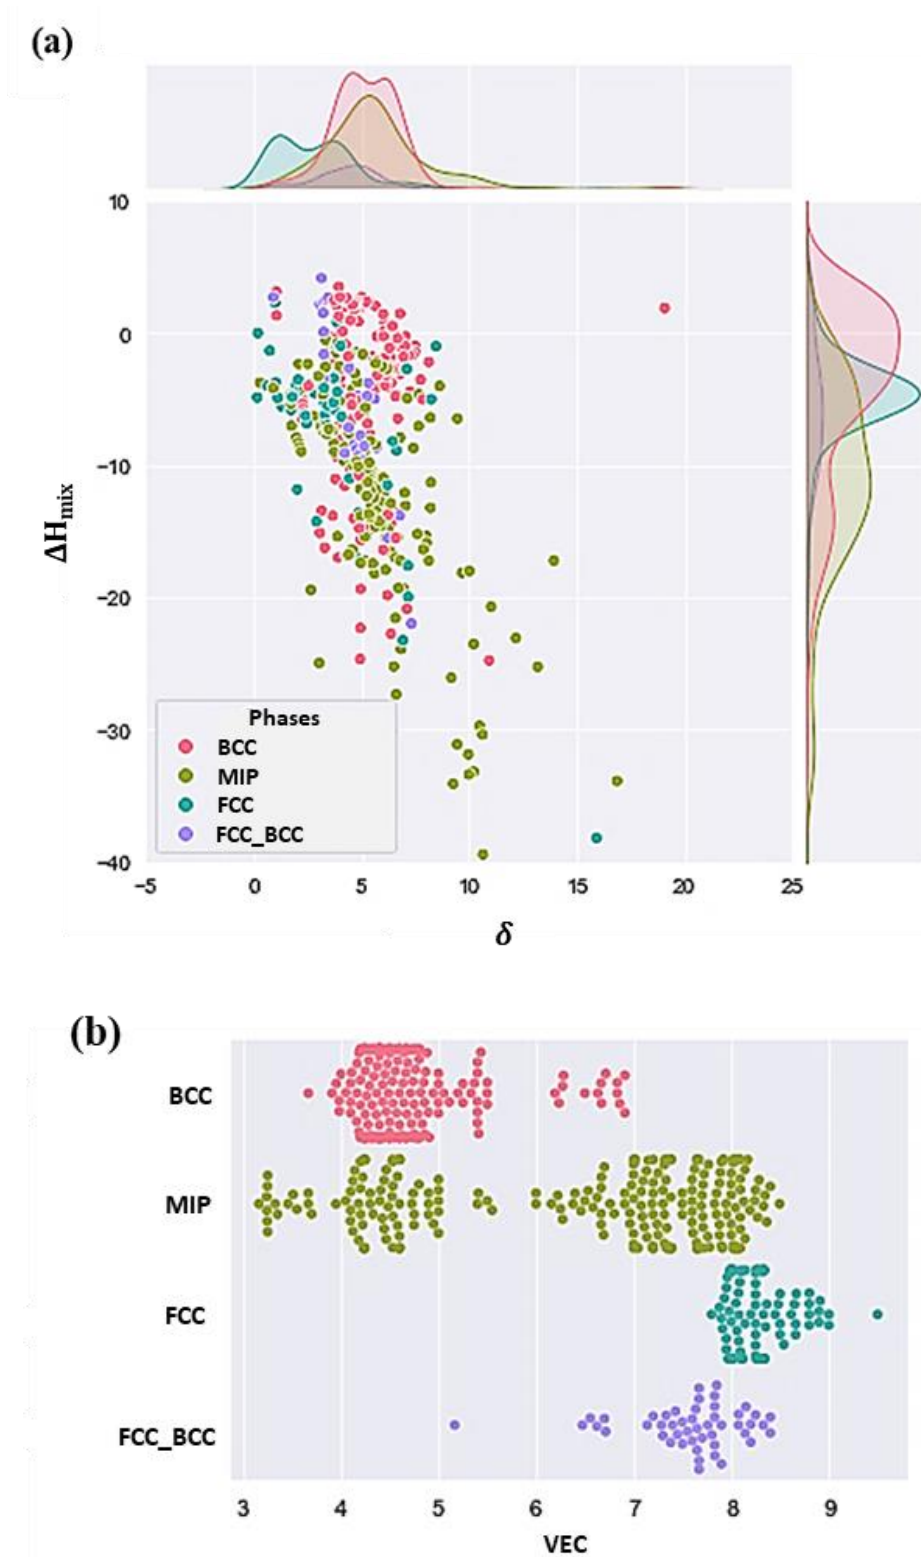 (a)
10
0
−10
−20
−30
−40
ΔHmix
Phases
BCC
MIP
FCC
FCC_BCC
−5 0 5 10 15 20 25
δ
(b)
BCC
MIP
FCC
FCC_BCC
3 4 5 6 7 8 9
VEC